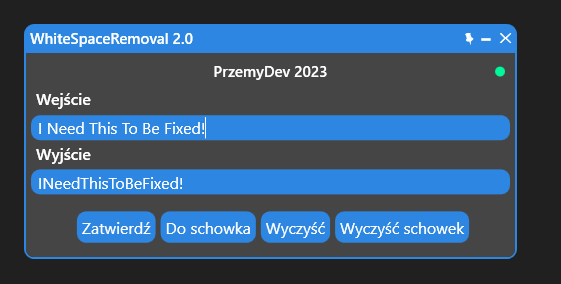 WhiteSpaceRemoval 2.0
PrzemyDev 2023
Wejście
I Need This To Be Fixed!
Wyjście
INeedThisToBeFixed!
Zatwierdź Do schowka Wyczyść Wyczyść schowek